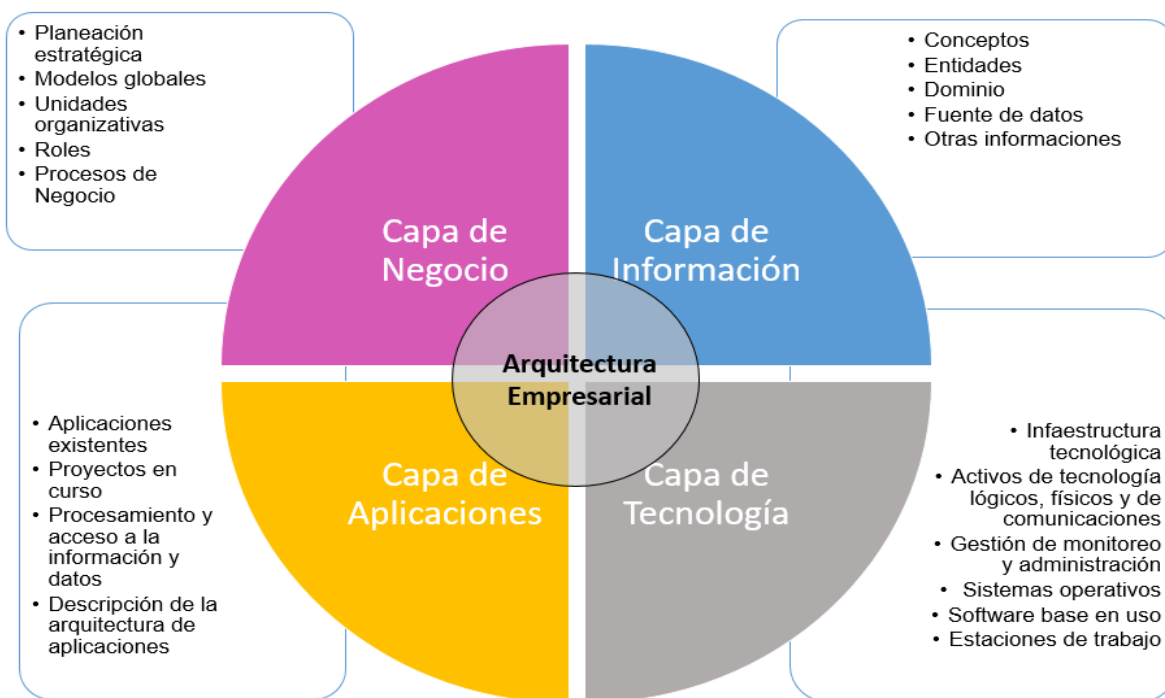 • Planeación
estratégica
• Modelos globales
• Unidades
organizativas
• Roles
• Procesos de
Negocio
• Conceptos
• Entidades
• Dominio
• Fuente de datos
• Otras informaciones
Capa de
Negocio
Capa de
Información
Arquitectura
Empresarial
Capa de
Aplicaciones
Capa de
Tecnología
• Aplicaciones
existentes
• Proyectos en
curso
• Procesamiento y
acceso a la
información y
datos
• Descripción de la
arquitectura de
aplicaciones
• Infaestructura
tecnológica
• Activos de tecnología
lógicos, físicos y de
comunicaciones
• Gestión de monitoreo
y administración
• Sistemas operativos
• Software base en uso
• Estaciones de trabajo